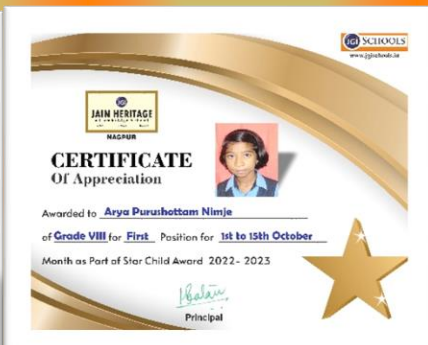 JGI SCHOOLS
www.jgischools.in
JGI
JAIN HERITAGE
NAGPUR
CERTIFICATE
Of Appreciation
Awarded to Arya Purushottam Nimje
of Grade VIII for First Position for 1st to 15th October
Month as Part of Star Child Award 2022- 2023
Principal